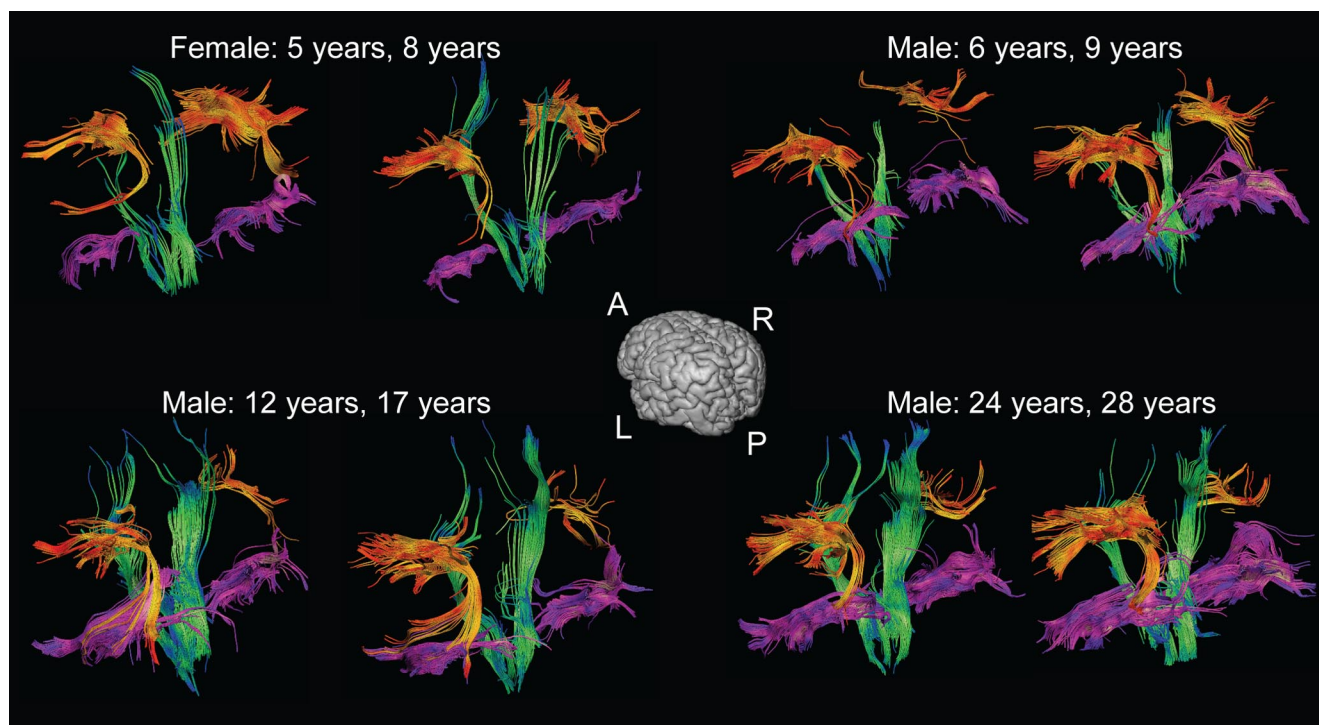 Female: 5 years, 8 years
Male: 6 years, 9 years
A
R
L
P
Male: 12 years, 17 years
Male: 24 years, 28 years